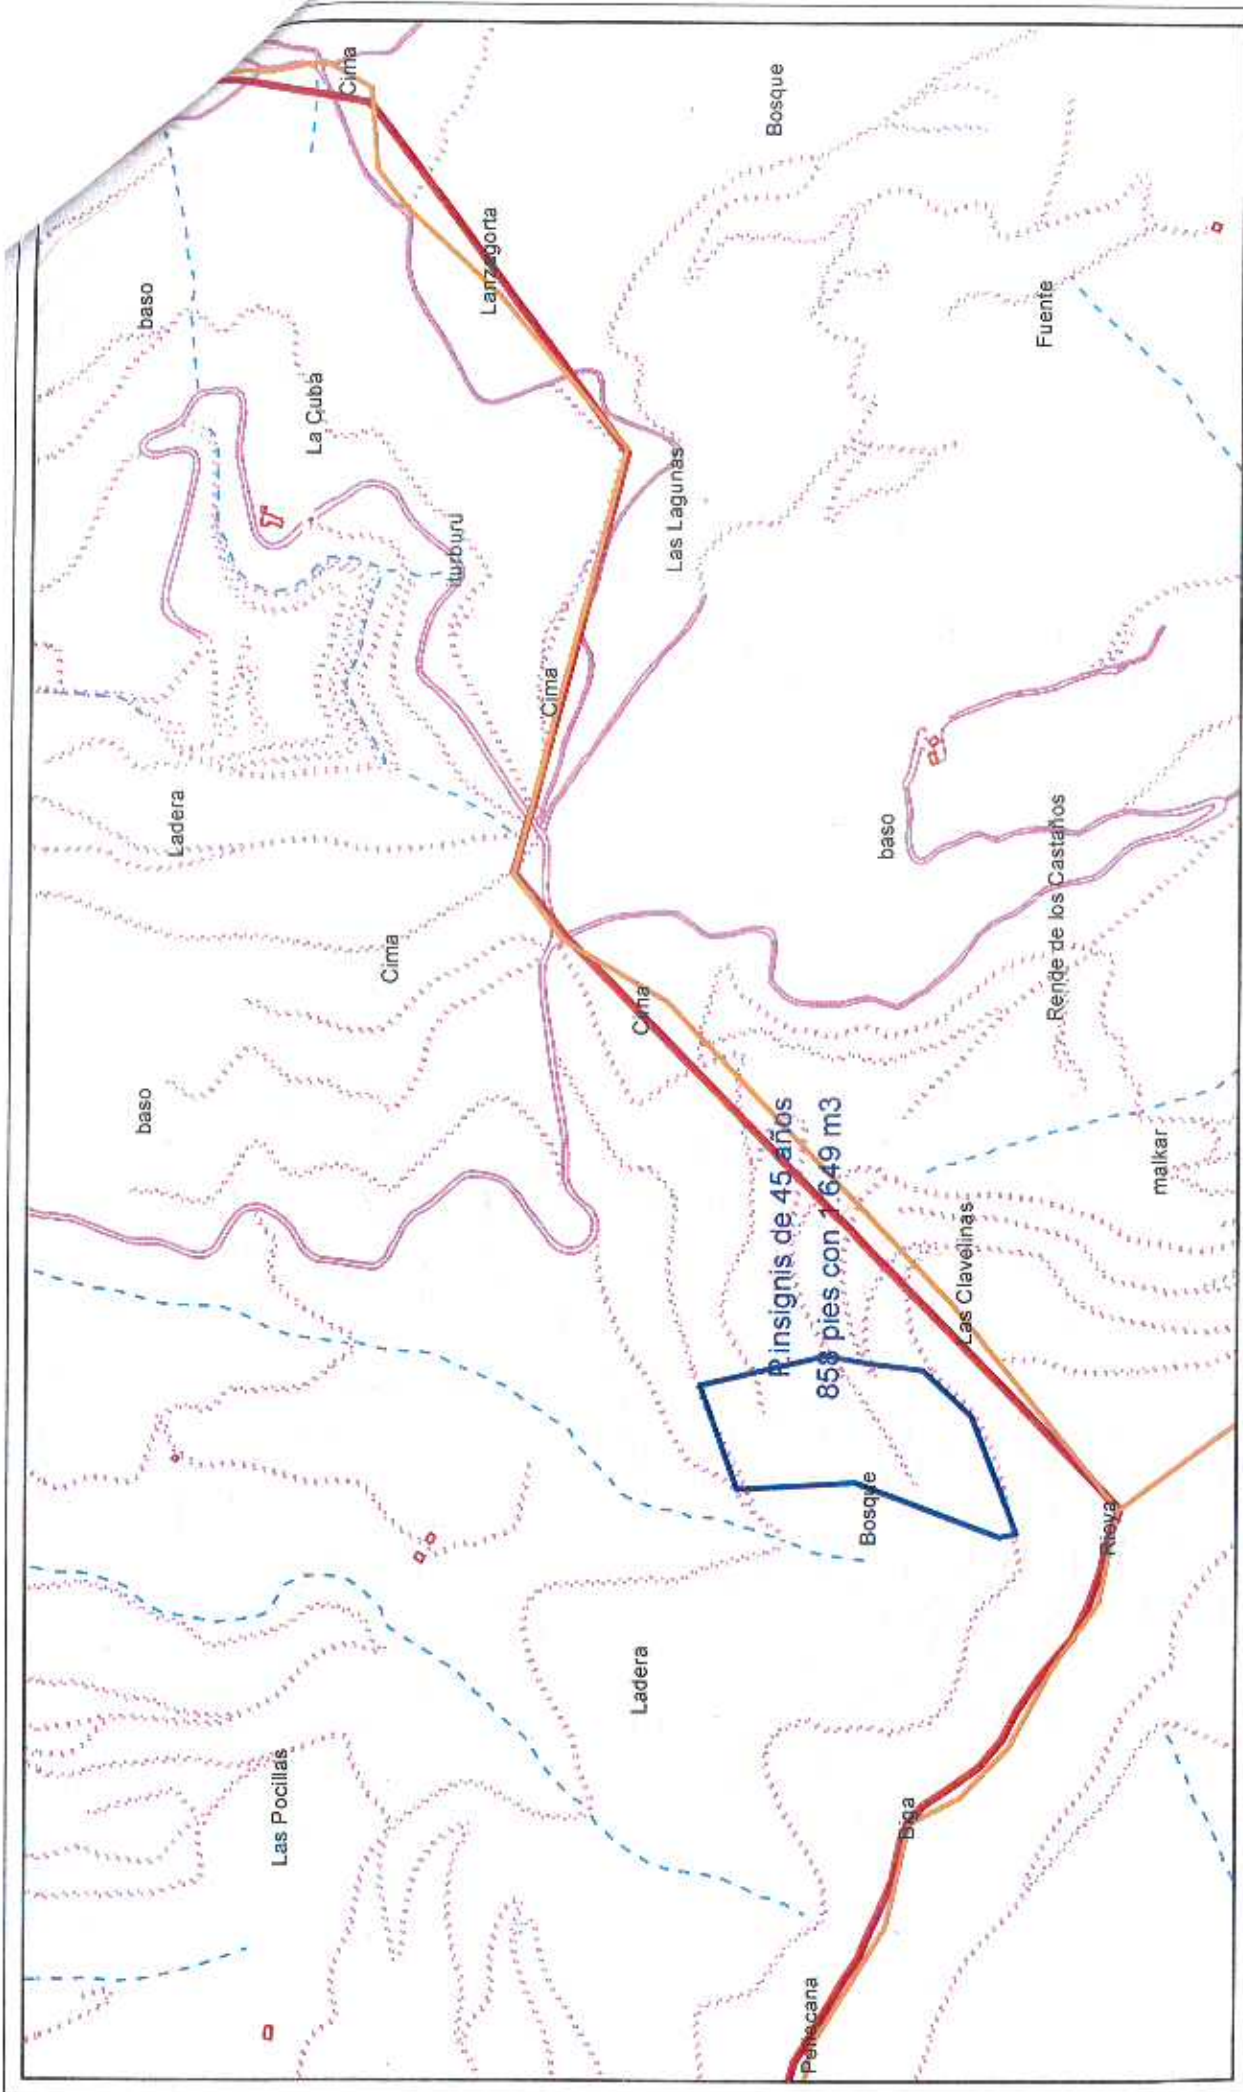 baso
baso
Ladera
Las Pocillas
La Cuba
Cima
Cima
Iturburu
Lanzagorta
Cima
Ladera
Cima
Las Lagunas
Bosque
P.insignis de 45 años
858 pies con 1.649 m3
Bosque
baso
Biga
Las Clavelinas
Fuente
Rende de los Castaños
Rioya
malkar